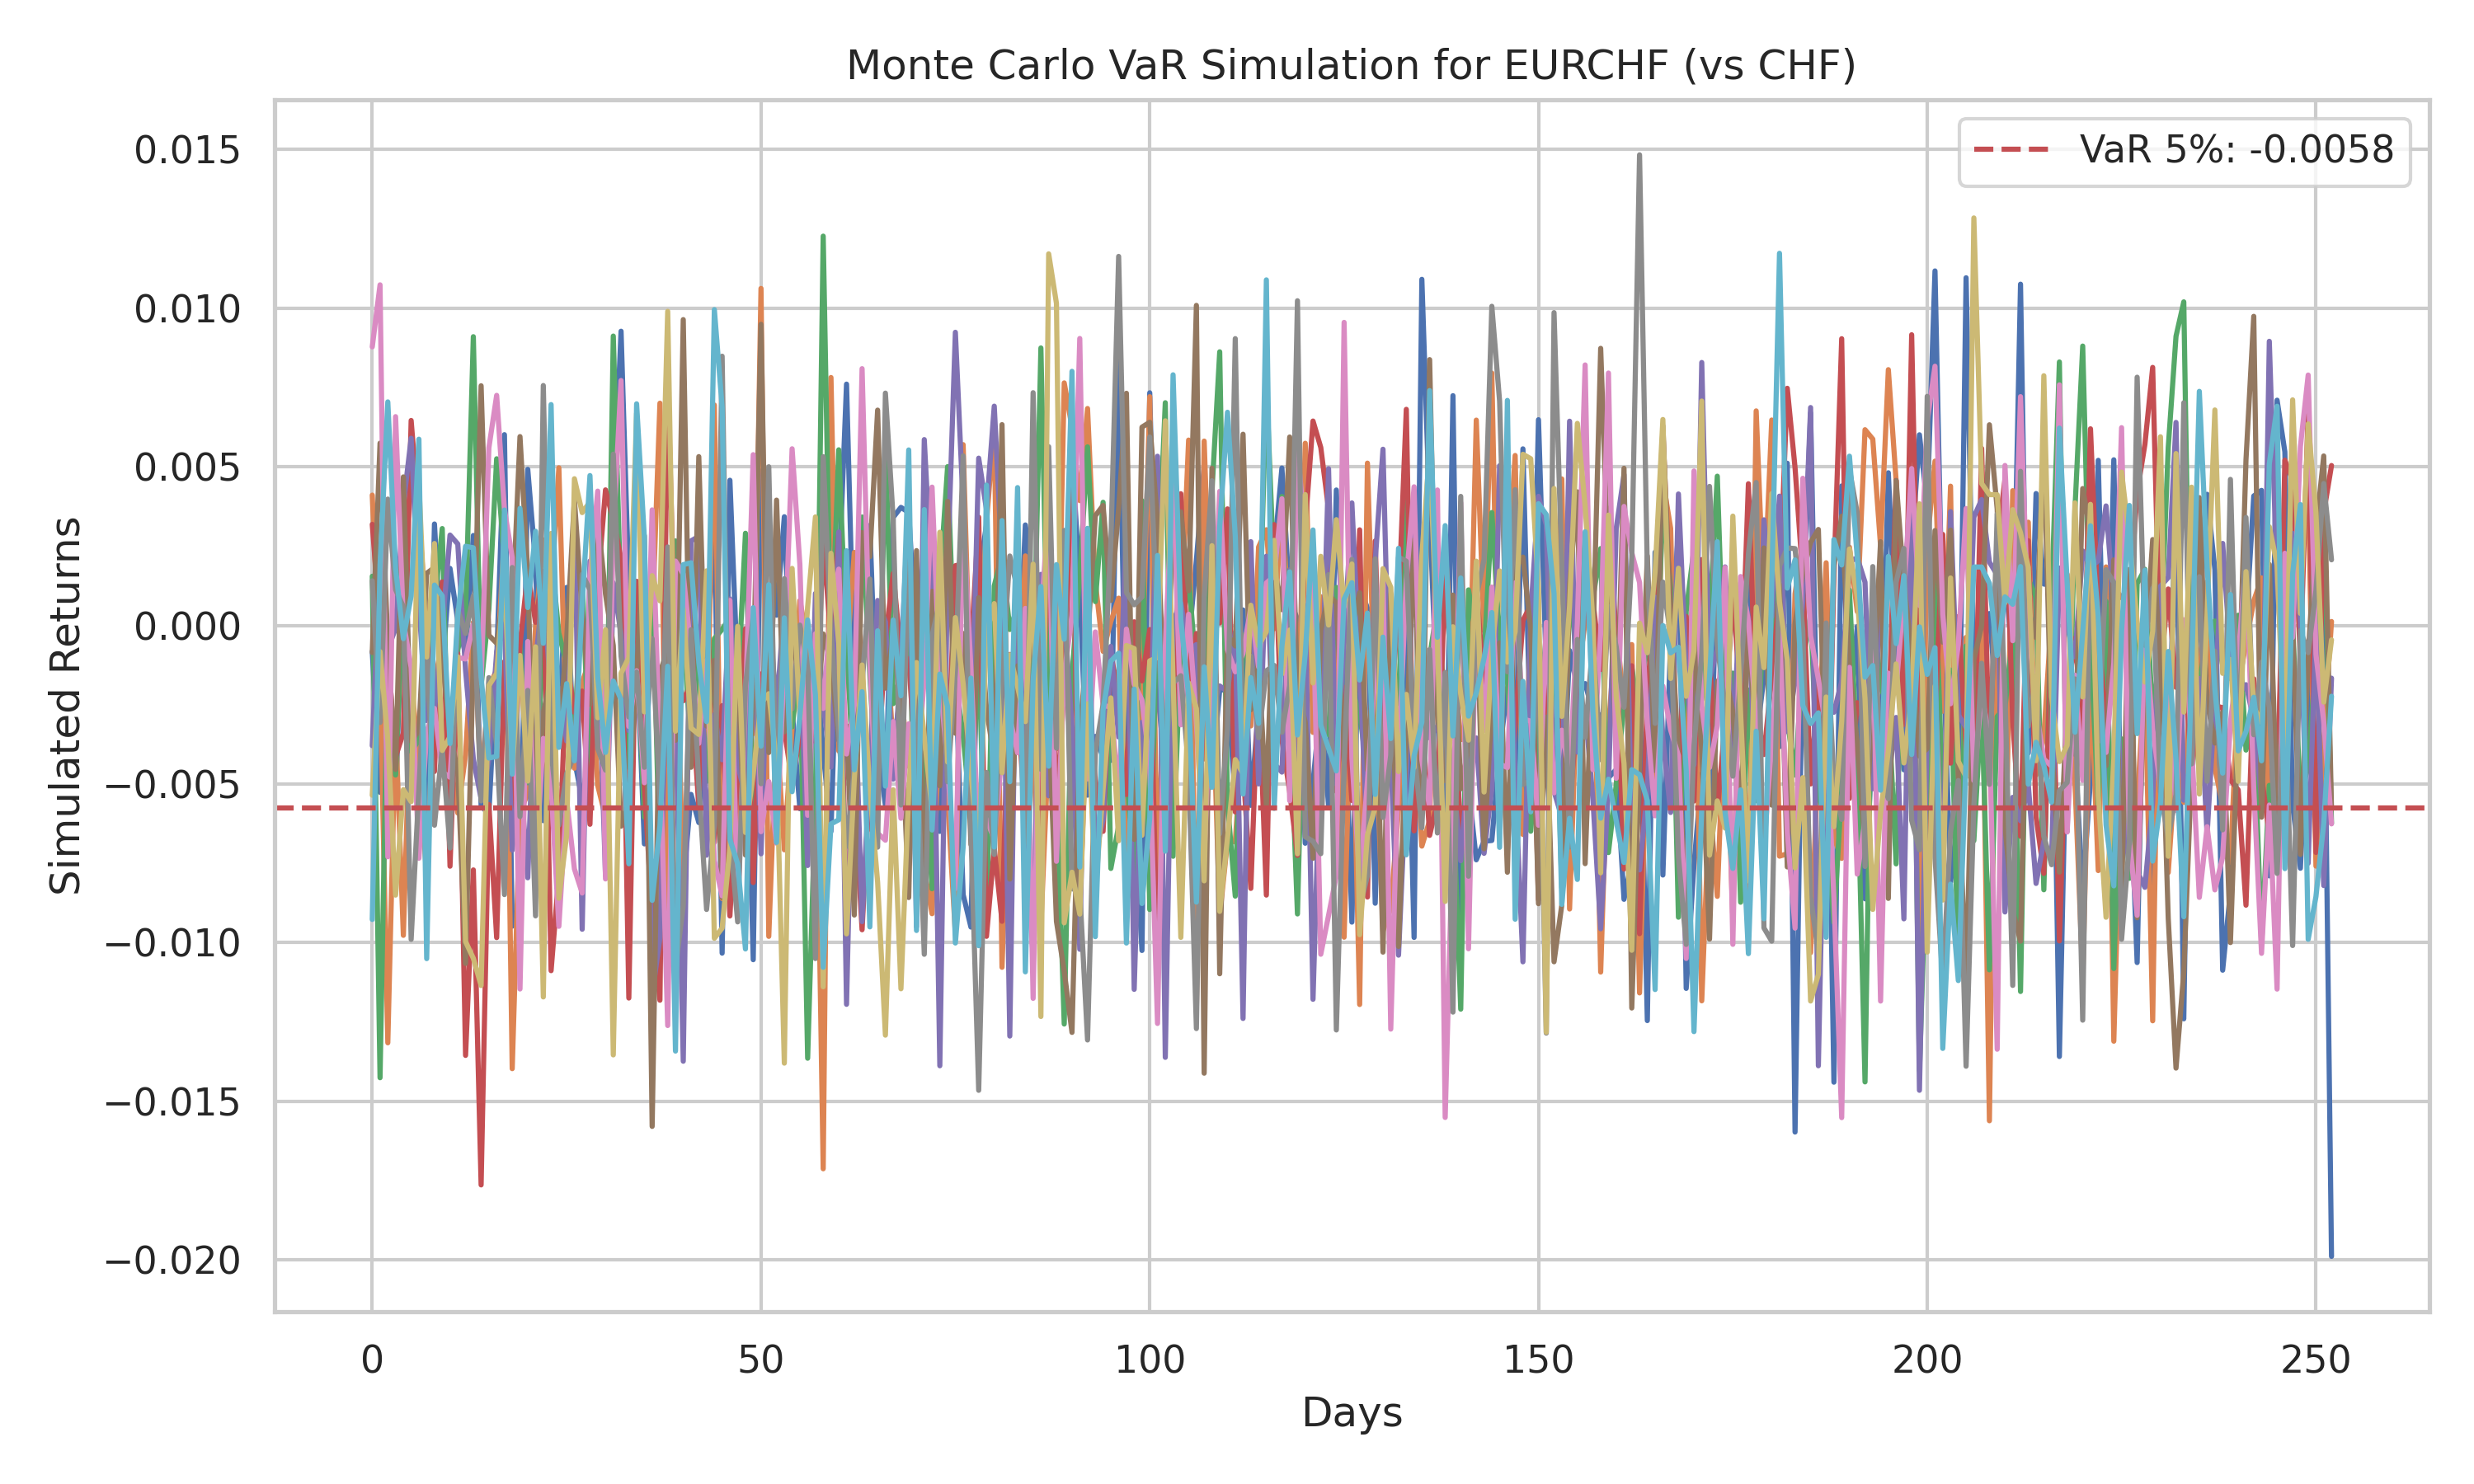 Monte Carlo VaR Simulation for EURCHF (vs CHF)
VaR 5%: -0.0058
0.015
0.010
0.005
0.000
−0.005
−0.010
−0.015
−0.020
Simulated Returns
0 50 100 150 200 250
Days